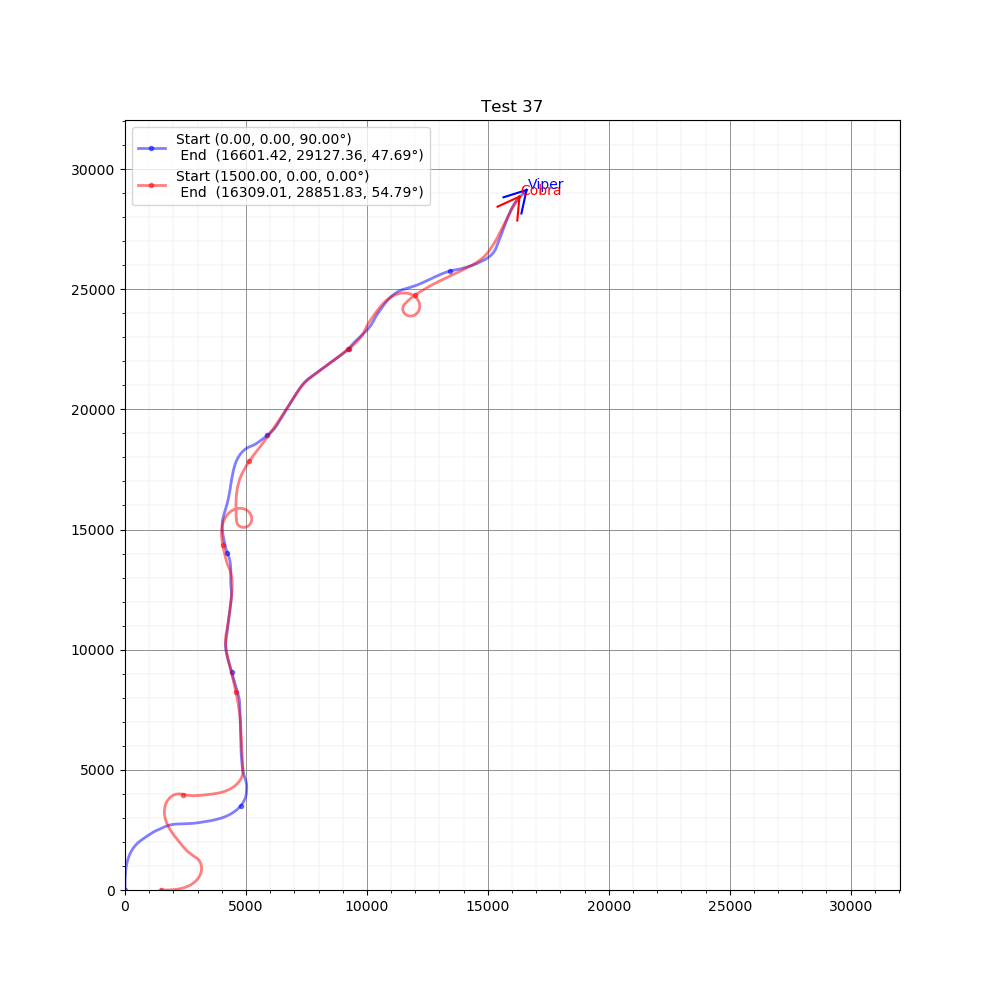 Test 37
Start (0.00, 0.00, 90.00°)
End (16601.42, 29127.36, 47.69°)
Start (1500.00, 0.00, 0.00°)
End (16309.01, 28851.83, 54.79°)
Viper
Cobra
30000
25000
20000
15000
10000
5000
0
0 5000 10000 15000 20000 25000 30000